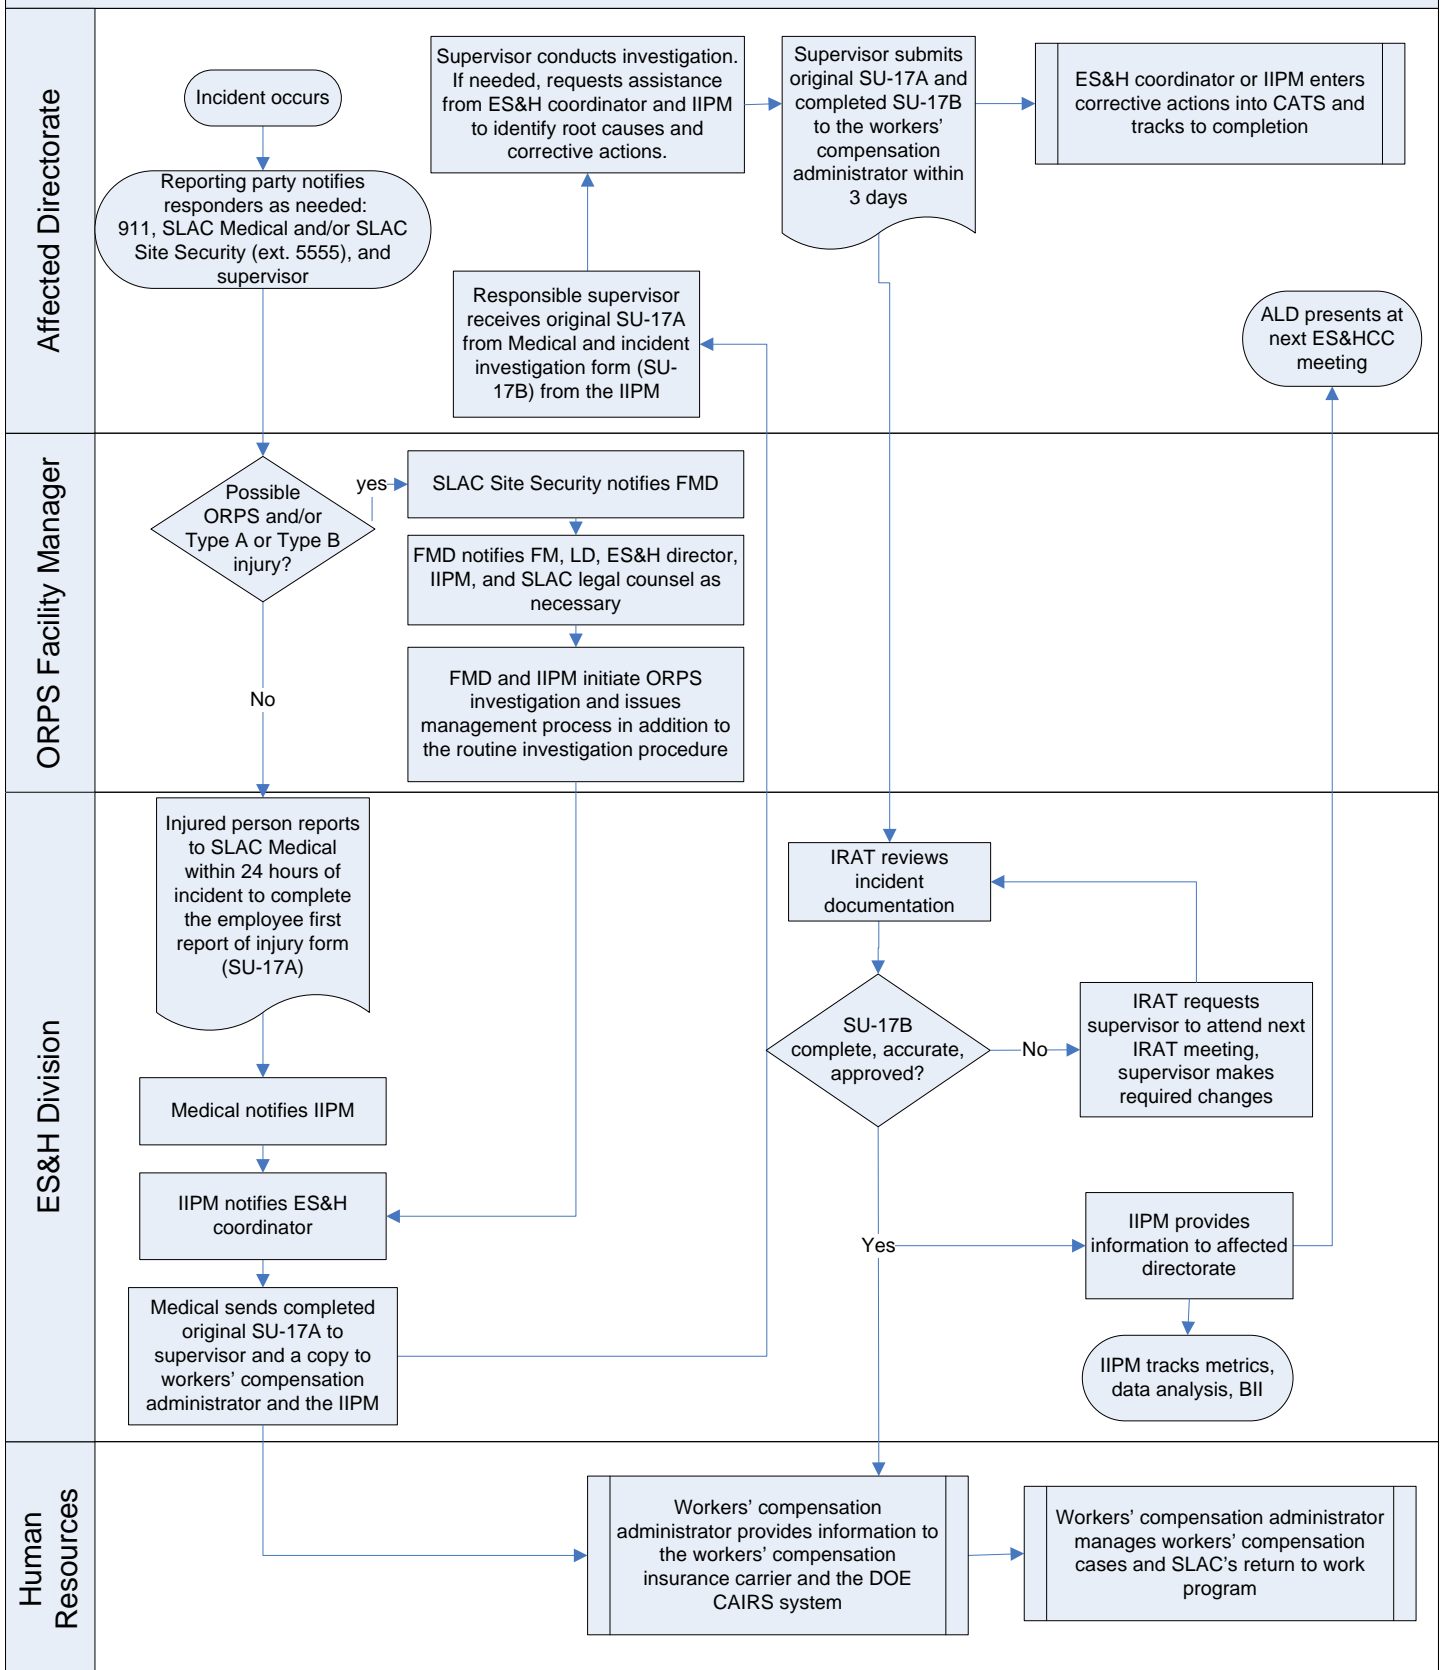 Affected Directorate
Incident occurs
Reporting party notifies
responders as needed:
911, SLAC Medical and/or SLAC
Site Security (ext. 5555), and
supervisor
Supervisor conducts investigation.
If needed, requests assistance
from ES&H coordinator and IIPM
to identify root causes and
corrective actions.
Supervisor submits
original SU-17A and
completed SU-17B
to the workers’
compensation
administrator within
3 days
ES&H coordinator or IIPM enters
corrective actions into CATS and
tracks to completion
Responsible supervisor
receives original SU-17A
from Medical and incident
investigation form (SU-
17B) from the IIPM
ALD presents at
next ES&HCC
meeting
ORPS Facility Manager
Possible
ORPS and/or
Type A or Type B
injury?
yes
SLAC Site Security notifies FMD
FMD notifies FM, LD, ES&H director,
IIPM, and SLAC legal counsel as
necessary
FMD and IIPM initiate ORPS
investigation and issues
management process in addition to
the routine investigation procedure
No
ES&H Division
Injured person reports
to SLAC Medical
within 24 hours of
incident to complete
the employee first
report of injury form
(SU-17A)
Medical notifies IIPM
IIPM notifies ES&H
coordinator
Medical sends completed
original SU-17A to
supervisor and a copy to
workers’ compensation
administrator and the IIPM
IRAT reviews
incident
documentation
SU-17B
complete, accurate,
approved?
No
IRAT requests
supervisor to attend next
IRAT meeting,
supervisor makes
required changes
Yes
IIPM provides
information to affected
directorate
IIPM tracks metrics,
data analysis, BII
Human
Resources
Workers’ compensation
administrator provides information to
the workers’ compensation
insurance carrier and the DOE
CAIRS system
Workers’ compensation administrator
manages workers’ compensation
cases and SLAC’s return to work
program